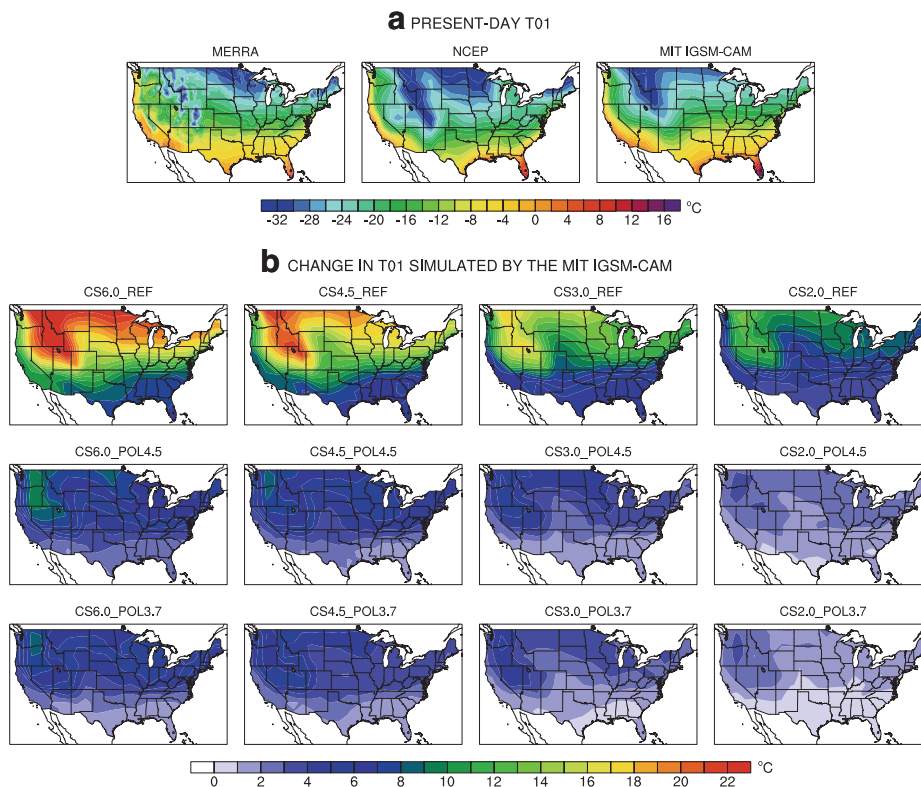 a PRESENT-DAY T01
MERRA NCEP MIT IGSM-CAM
-32 -28 -24 -20 -16 -12 -8 -4 0 4 8 12 16 °C
b CHANGE IN T01 SIMULATED BY THE MIT IGSM-CAM
CS6.0_REF CS4.5_REF CS3.0_REF CS2.0_REF
CS6.0_POL4.5 CS4.5_POL4.5 CS3.0_POL4.5 CS2.0_POL4.5
CS6.0_POL3.7 CS4.5_POL3.7 CS3.0_POL3.7 CS2.0_POL3.7
0 2 4 6 8 10 12 14 16 18 20 22 °C